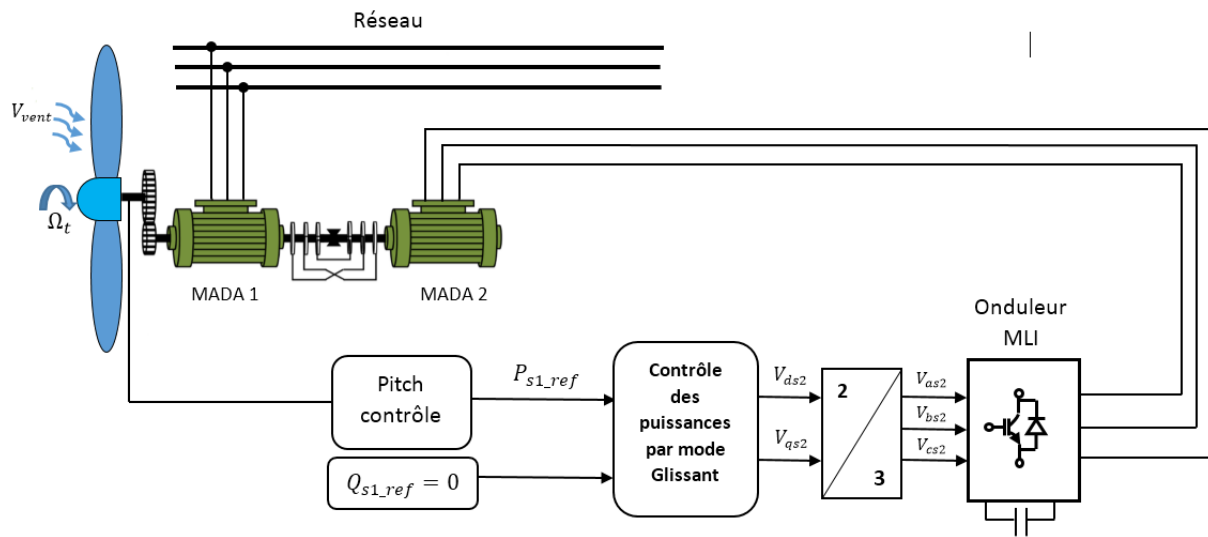 Réseau
V_vent
Ω_t
MADA 1
MADA 2
Onduleur
MLI
Pitch
contrôle
P_s1_ref
Q_s1_ref = 0
Contrôle
des
puissances
par mode
Glissant
V_ds2
V_qs2
2
3
V_as2
V_bs2
V_cs2